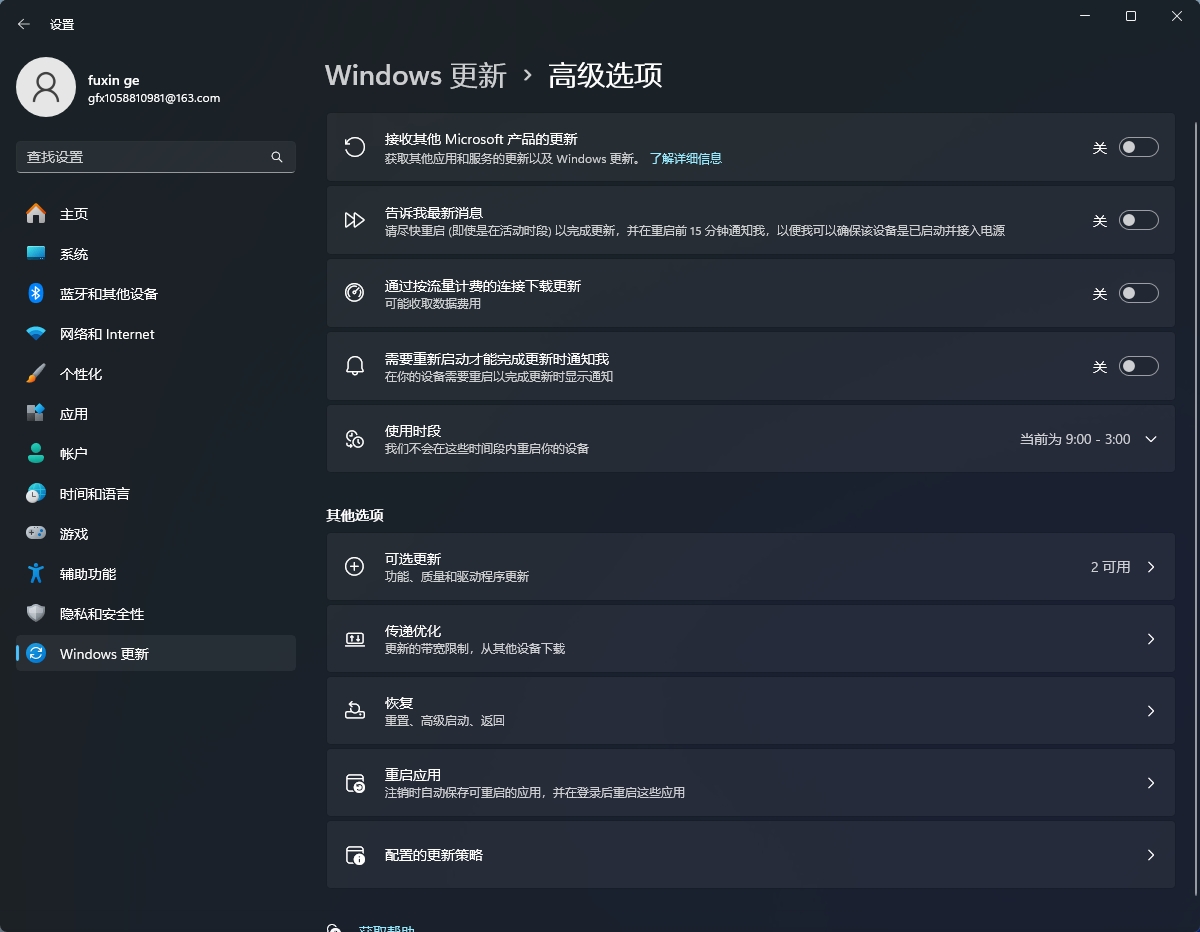 设置
fuxin ge
gfx1058810981@163.com
查找设置
主页
系统
蓝牙和其他设备
网络和 Internet
个性化
应用
帐户
时间和语言
游戏
辅助功能
隐私和安全性
Windows 更新
Windows 更新 › 高级选项
接收其他 Microsoft 产品的更新
获取其他应用和服务的更新以及 Windows 更新。 了解详细信息
关
告诉我最新消息
请尽快重启 (即使是在活动时段) 以完成更新，并在重启前 15 分钟通知我，以便我可以确保该设备是已启动并接入电源
关
通过按流量计费的连接下载更新
可能收取数据费用
关
需要重新启动才能完成更新时通知我
在你的设备需要重启以完成更新时显示通知
关
使用时段
我们不会在这些时间段内重启你的设备
当前为 9:00 - 3:00
其他选项
可选更新
功能、质量和驱动程序更新
2 可用
传递优化
更新的带宽限制，从其他设备下载
恢复
重置、高级启动、返回
重启应用
注销时自动保存可重启的应用，并在登录后重启这些应用
配置的更新策略
获取帮助